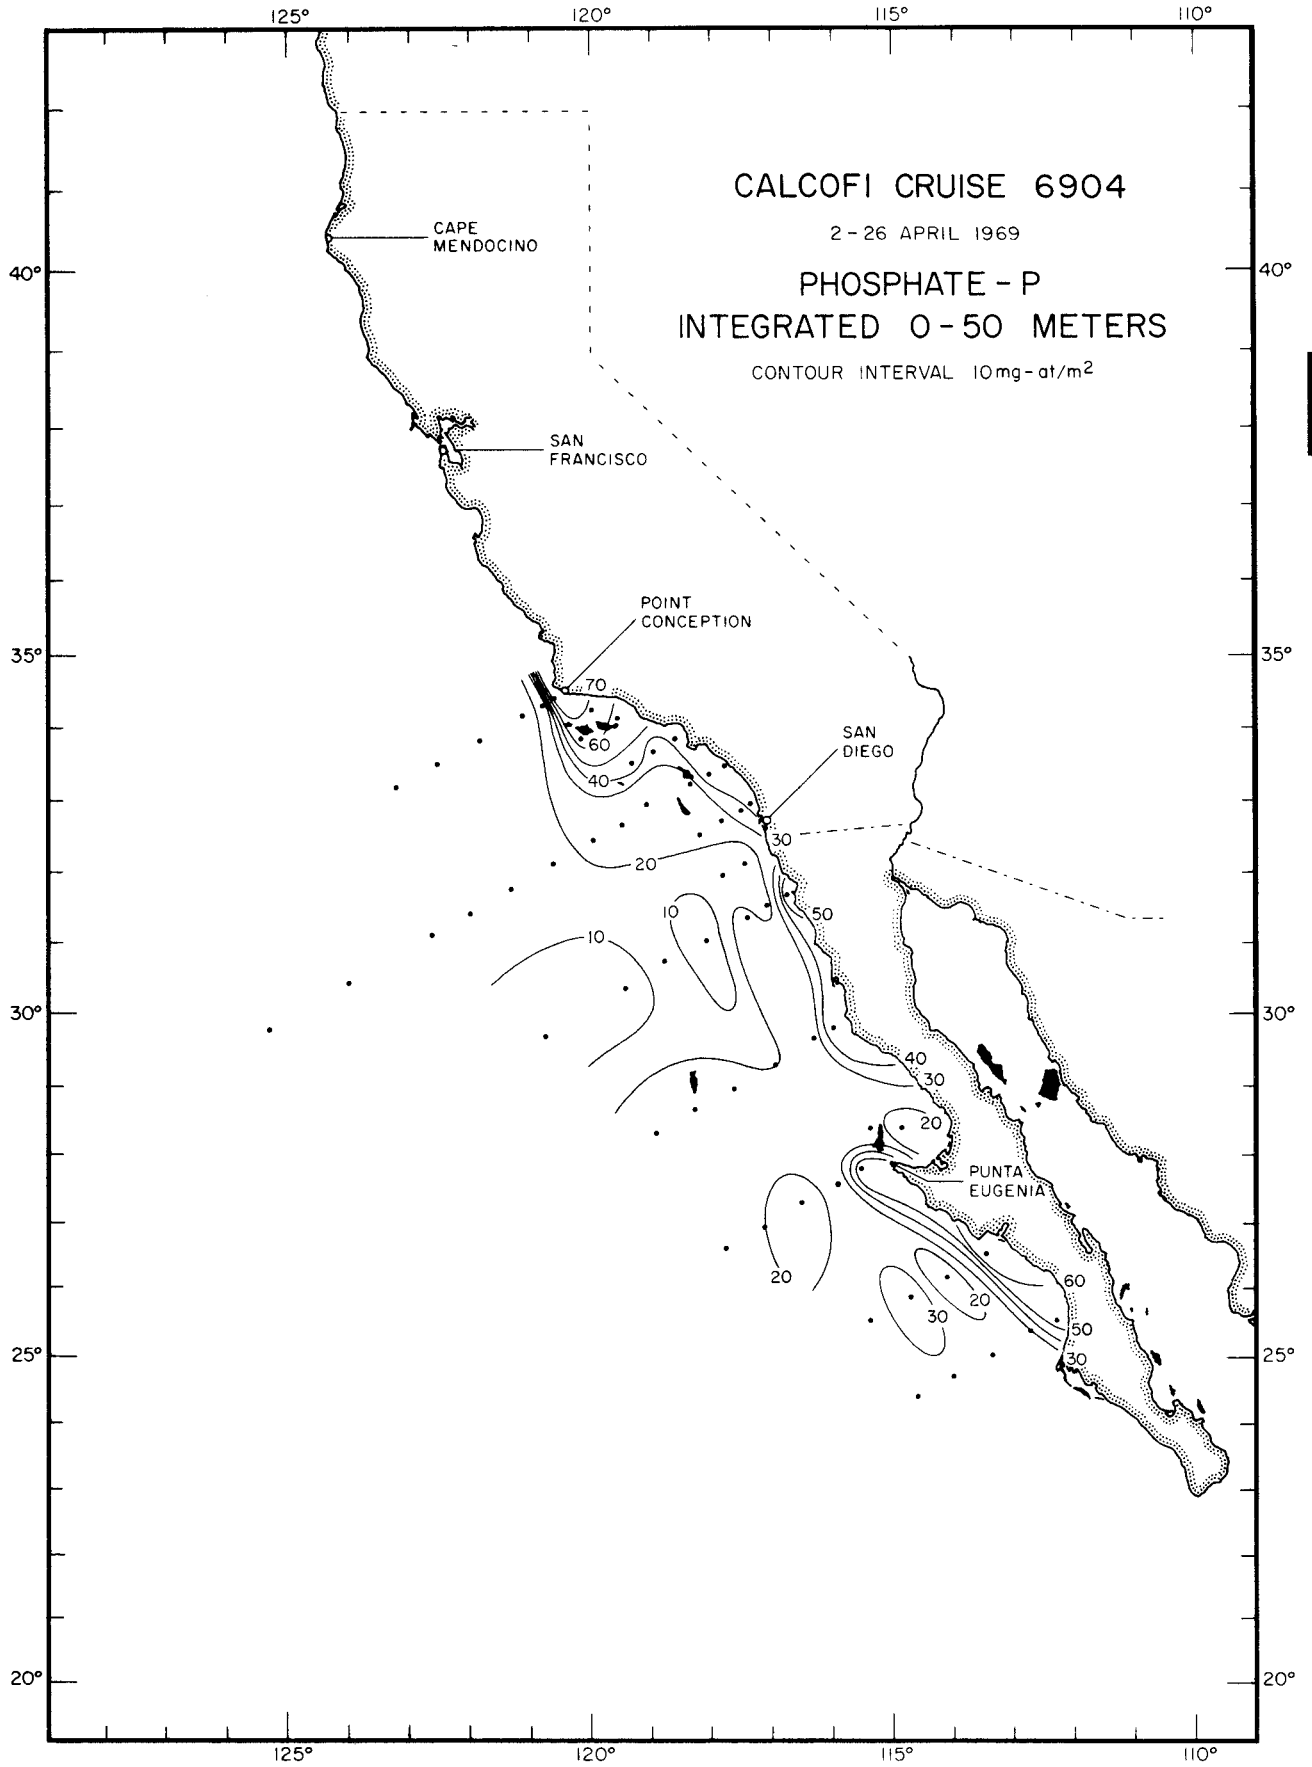 125° 120° 115° 110°
CALCOFI CRUISE 6904
2-26 APRIL 1969
PHOSPHATE-P
INTEGRATED 0-50 METERS
CONTOUR INTERVAL 10mg-at/m²
CAPE
MENDOCINO
40° 40°
SAN
FRANCISCO
POINT
CONCEPTION
35° 35°
70
SAN
DIEGO
60
40
30
20
50
10
10
30° 30°
40
30
20
PUNTA
EUGENIA
20
60
20
30
50
30
25° 25°
20° 20°
125° 120° 115° 110°